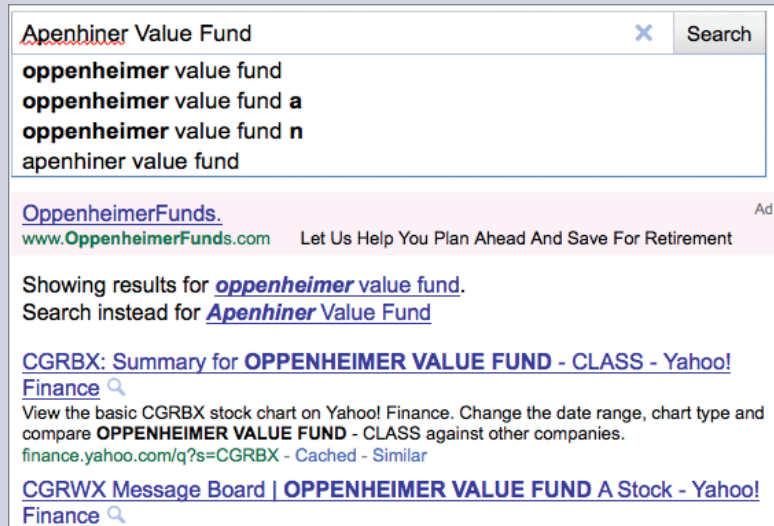 Apenhiner Value Fund
Search
oppenheimer value fund
oppenheimer value fund a
oppenheimer value fund n
apenhiner value fund
OppenheimerFunds.
Ad
www.OppenheimerFunds.com Let Us Help You Plan Ahead And Save For Retirement
Showing results for oppenheimer value fund.
Search instead for Apenhiner Value Fund
CGRBX: Summary for OPPENHEIMER VALUE FUND - CLASS - Yahoo!
Finance
View the basic CGRBX stock chart on Yahoo! Finance. Change the date range, chart type and
compare OPPENHEIMER VALUE FUND - CLASS against other companies.
finance.yahoo.com/q?s=CGRBX - Cached - Similar
CGRWX Message Board | OPPENHEIMER VALUE FUND A Stock - Yahoo!
Finance